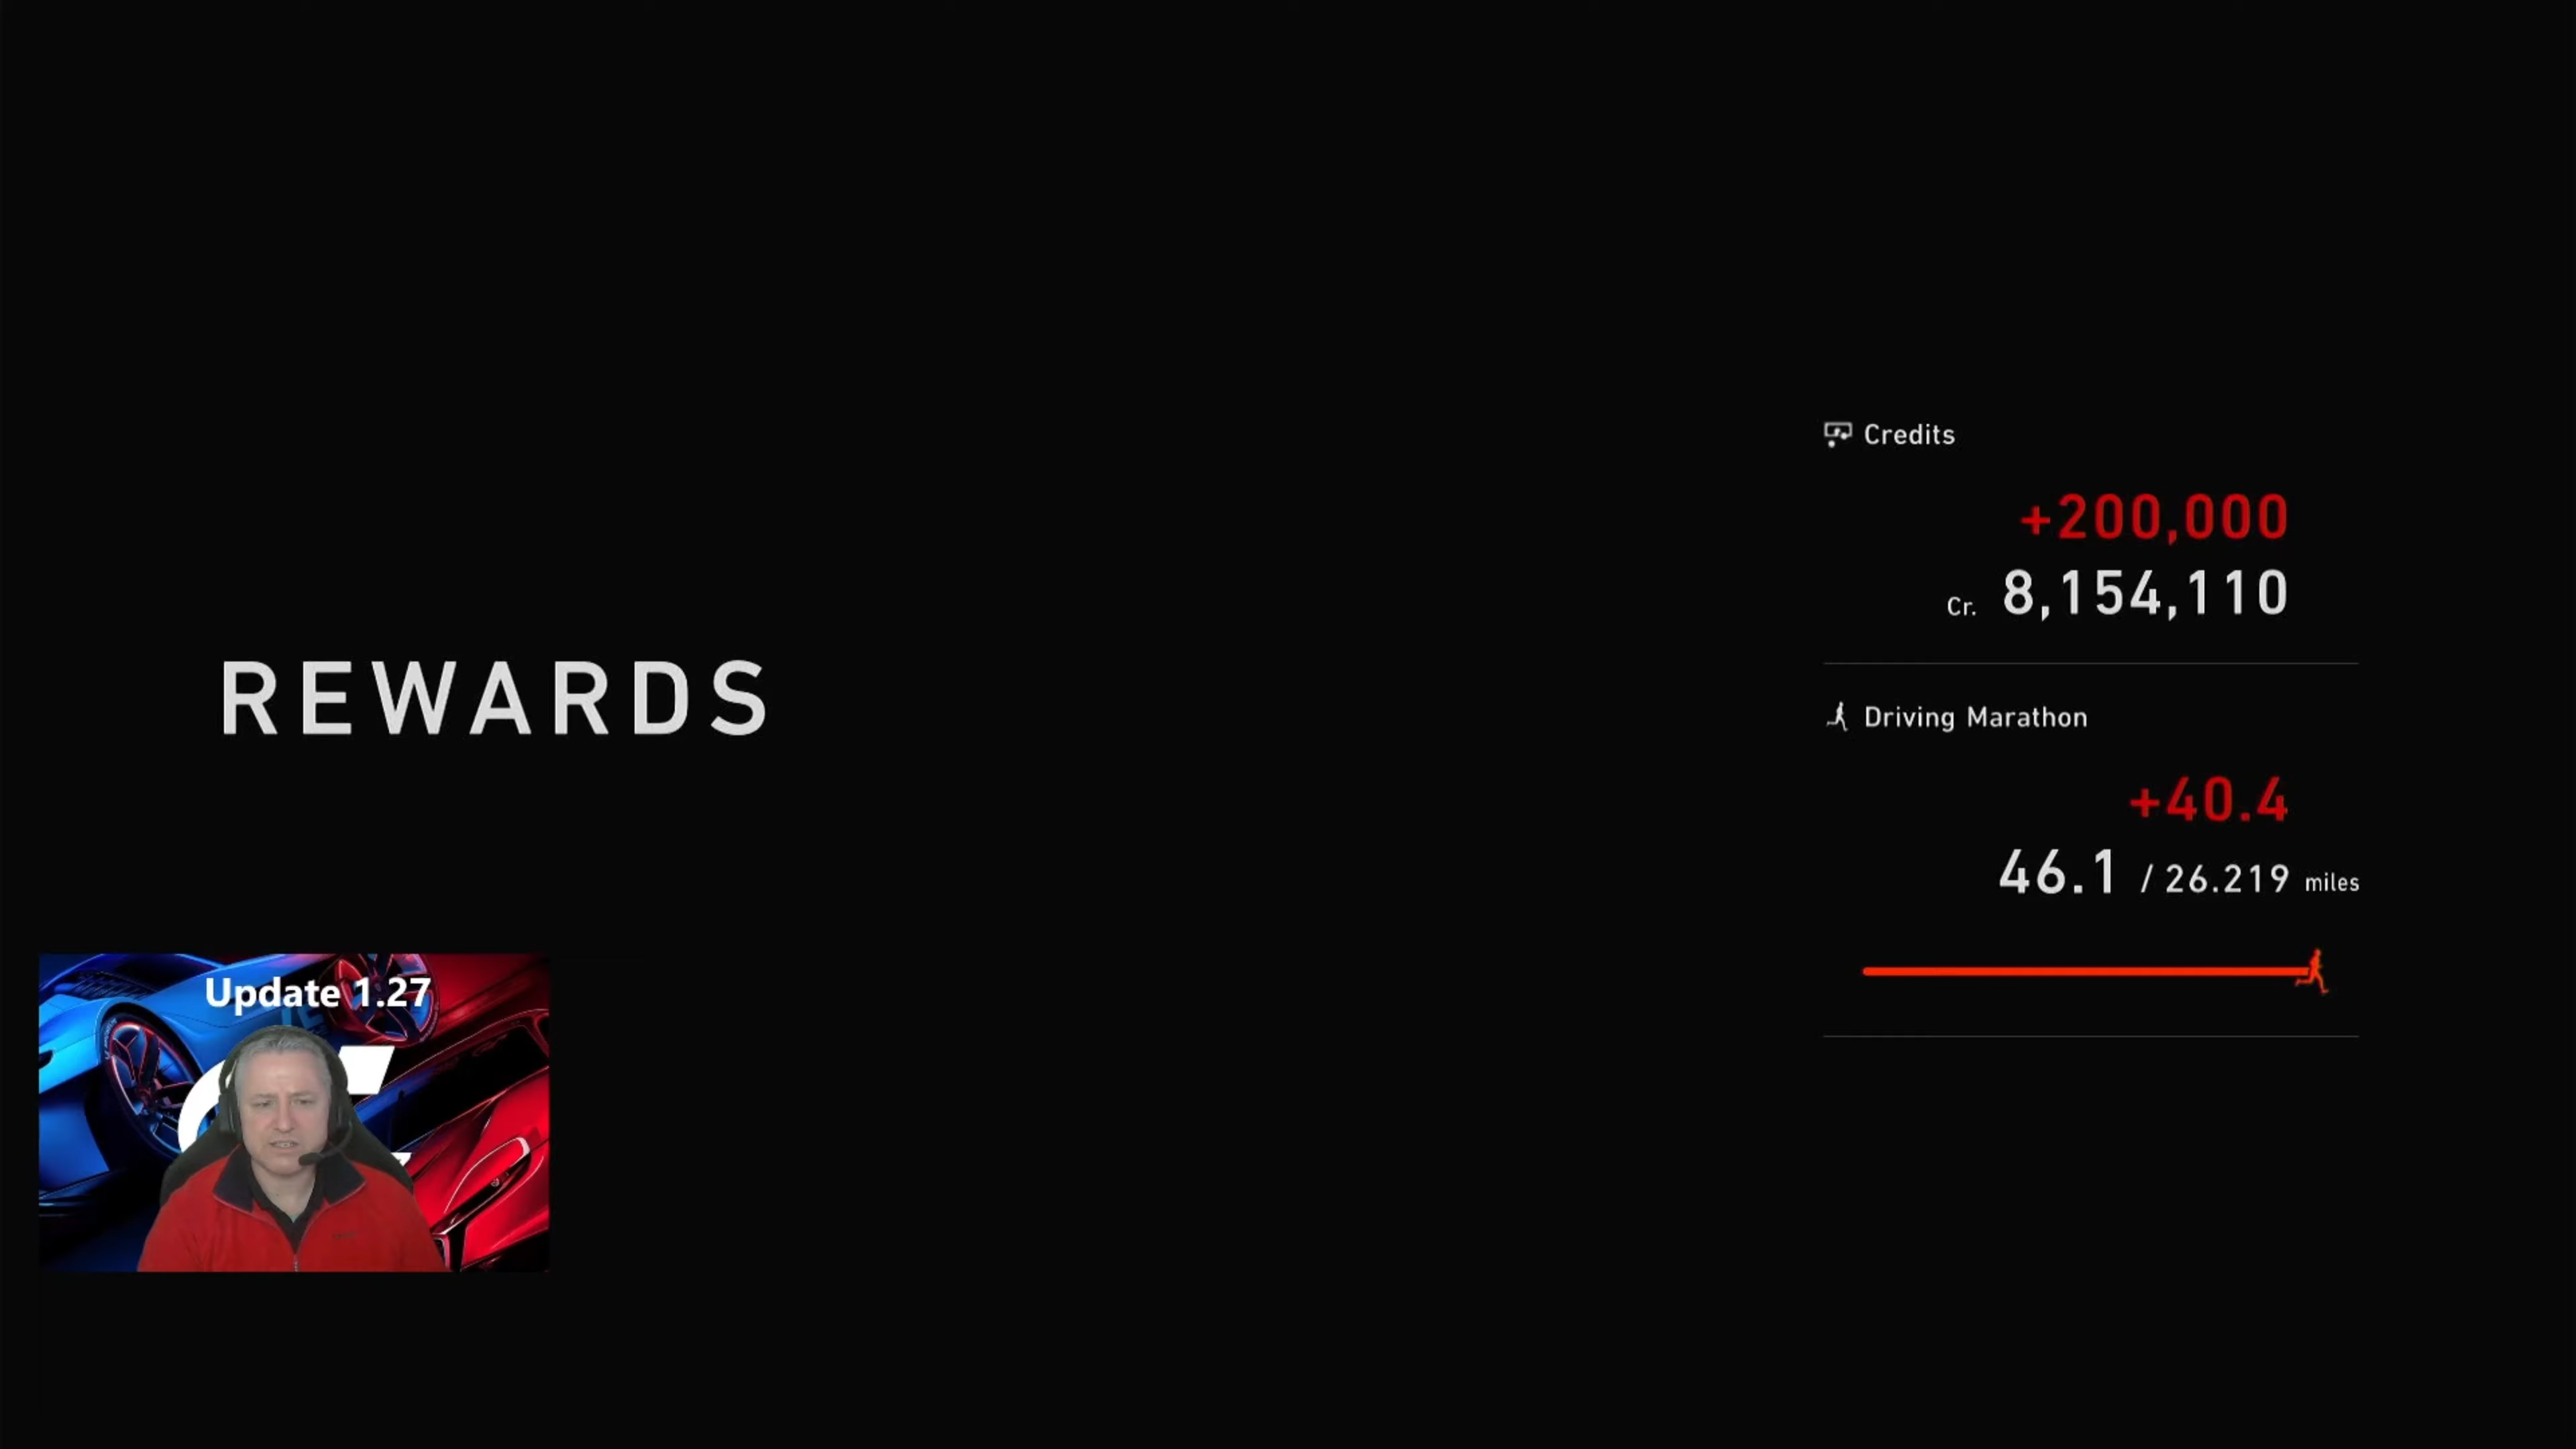 Credits
+200,000
Cr. 8,154,110
REWARDS
Driving Marathon
+40.4
46.1 / 26.219 miles
Update 1.27